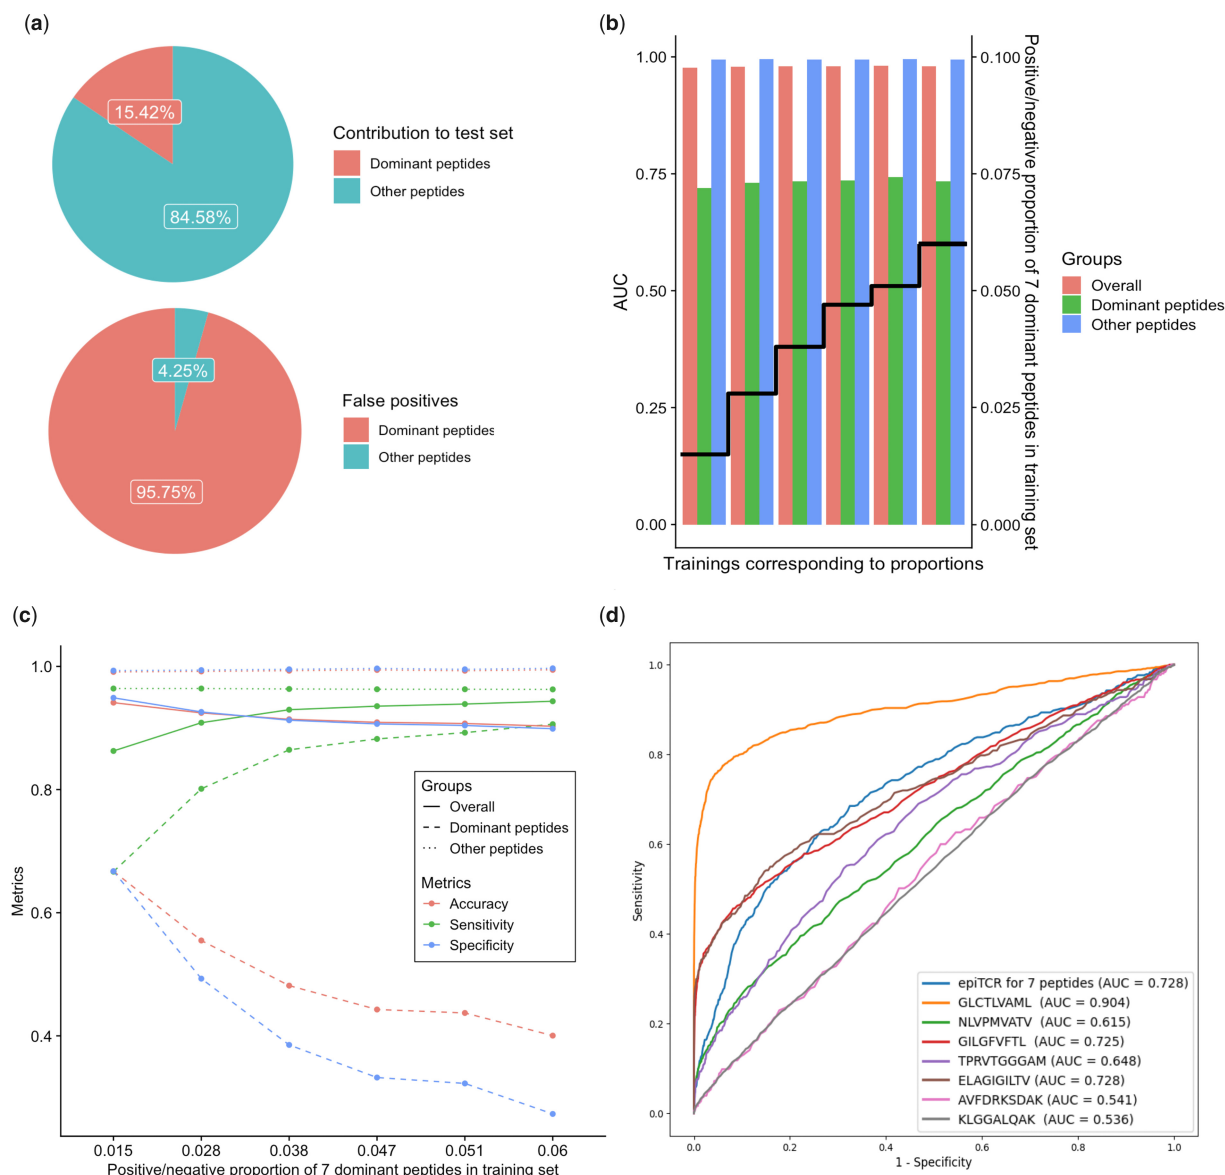 (a)
15.42%
84.58%
Contribution to test set
Dominant peptides
Other peptides
4.25%
95.75%
False positives
Dominant peptides
Other peptides
(b)
1.00
0.75
0.50
0.25
0.00
AUC
0.100
0.075
0.050
0.025
0.000
Positive/negative proportion of 7 dominant peptides in training set
Trainings corresponding to proportions
Groups
Overall
Dominant peptides
Other peptides
(c)
1.0
0.8
0.6
0.4
Metrics
Groups
Overall
Dominant peptides
Other peptides
Metrics
Accuracy
Sensitivity
Specificity
0.015 0.028 0.038 0.047 0.051 0.06
Positive/negative proportion of 7 dominant peptides in training set
(d)
1.0
0.8
0.6
0.4
0.2
0.0
Sensitivity
epiTCR for 7 peptides (AUC = 0.728)
GLCTLVAML (AUC = 0.904)
NLVPMVATV (AUC = 0.615)
GILGFVFTL (AUC = 0.725)
TPRVTGGGAM (AUC = 0.648)
ELAGIGILTV (AUC = 0.728)
AVFDRKSDAK (AUC = 0.541)
KLGGALQAK (AUC = 0.536)
0.0 0.2 0.4 0.6 0.8 1.0
1 - Specificity